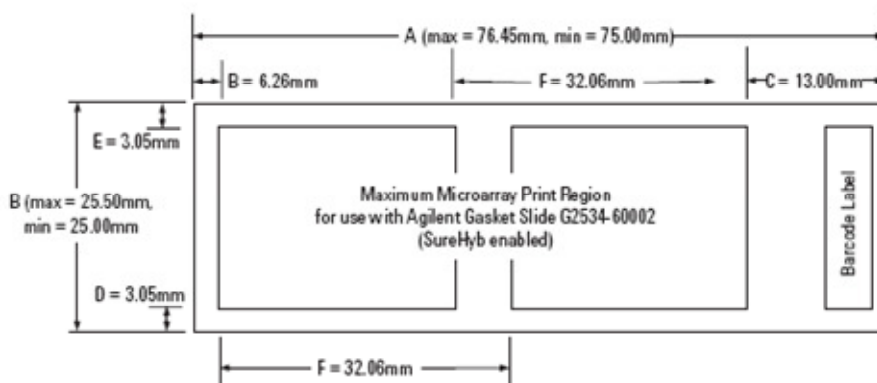 A (max = 76.45mm, min = 75.00mm)
B = 6.26mm
F = 32.06mm
C = 13.00mm
E = 3.05mm
B (max = 25.50mm,
min = 25.00mm
D = 3.05mm
Maximum Microarray Print Region
for use with Agilent Gasket Slide G2534-60002
(SureHyb enabled)
Barcode Label
F = 32.06mm